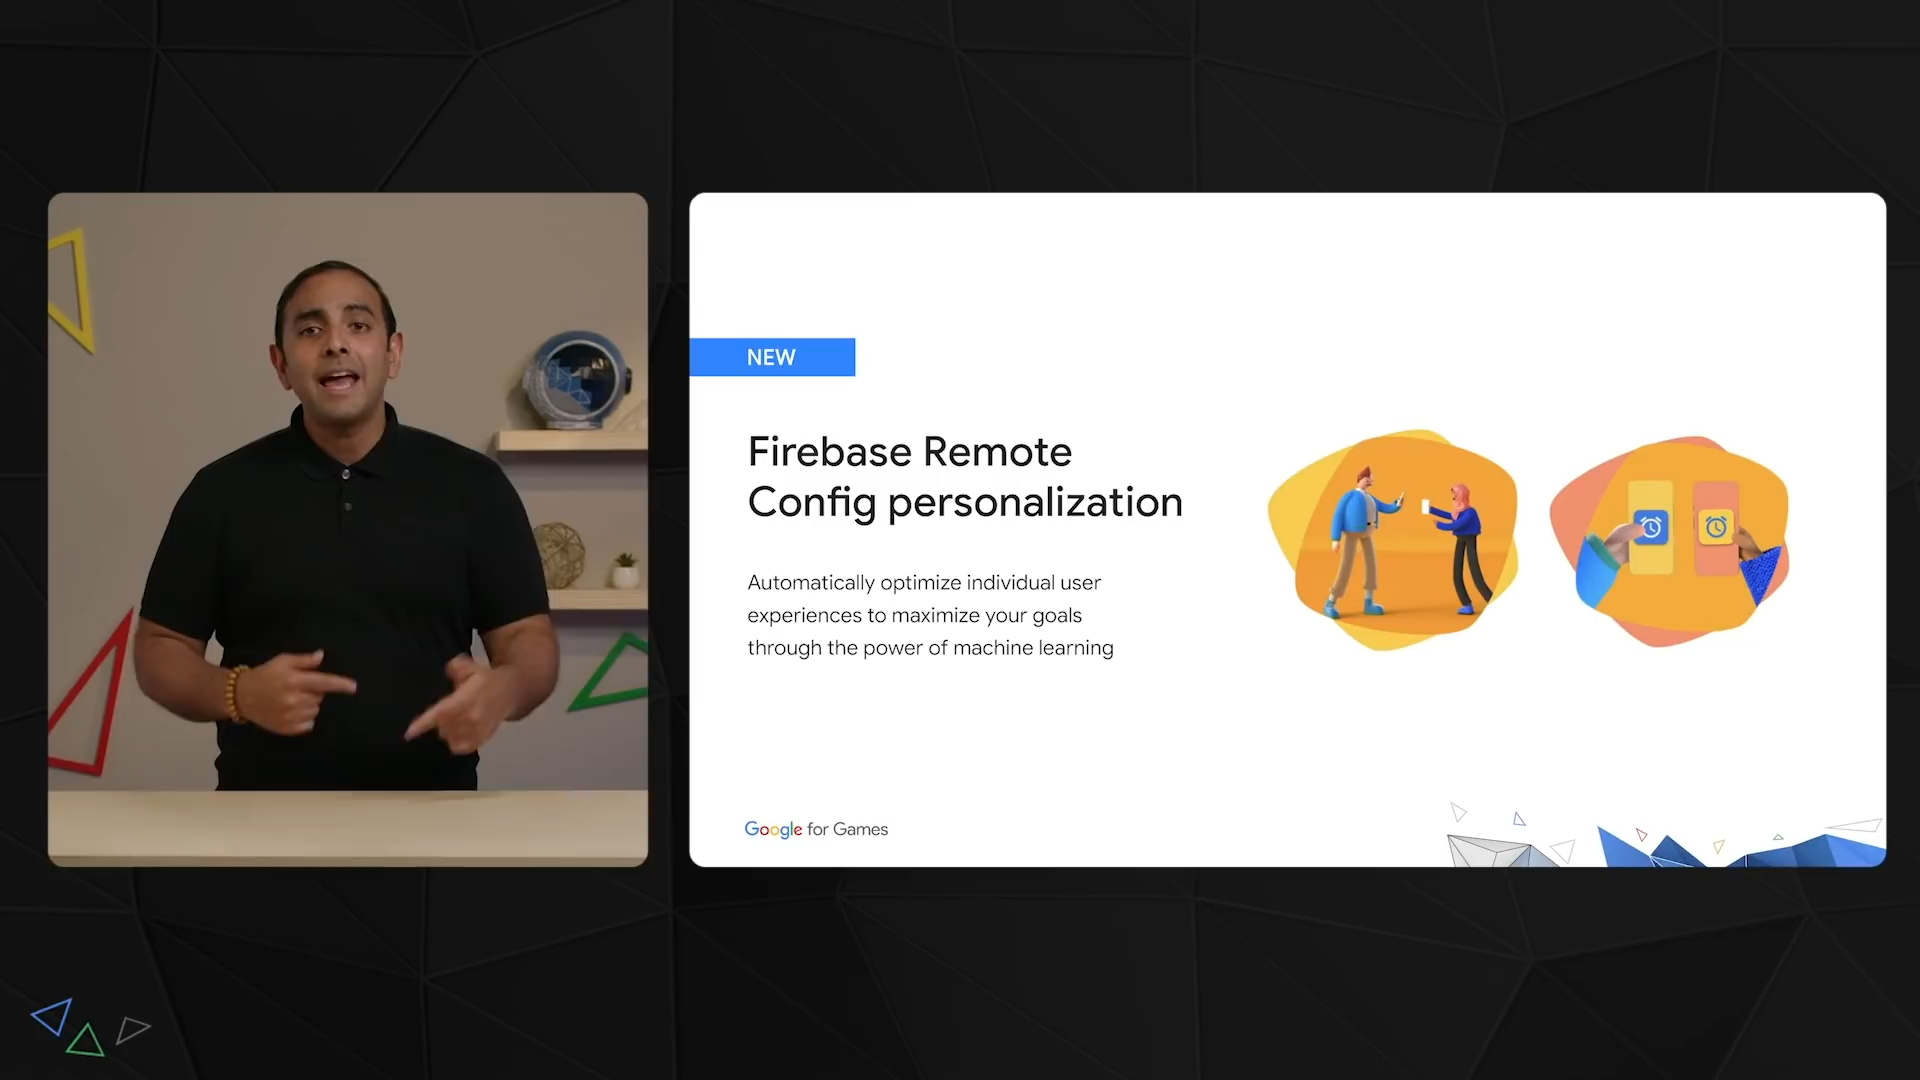 NEW
Firebase Remote
Config personalization
Automatically optimize individual user
experiences to maximize your goals
through the power of machine learning
Google for Games